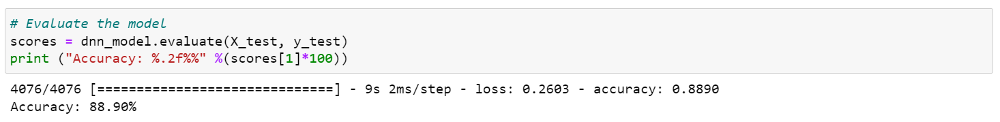 # Evaluate the model
scores = dnn_model.evaluate(X_test, y_test)
print ("Accuracy: %.2f%%" %(scores[1]*100))
4076/4076 [==============================] - 9s 2ms/step - loss: 0.2603 - accuracy: 0.8890
Accuracy: 88.90%